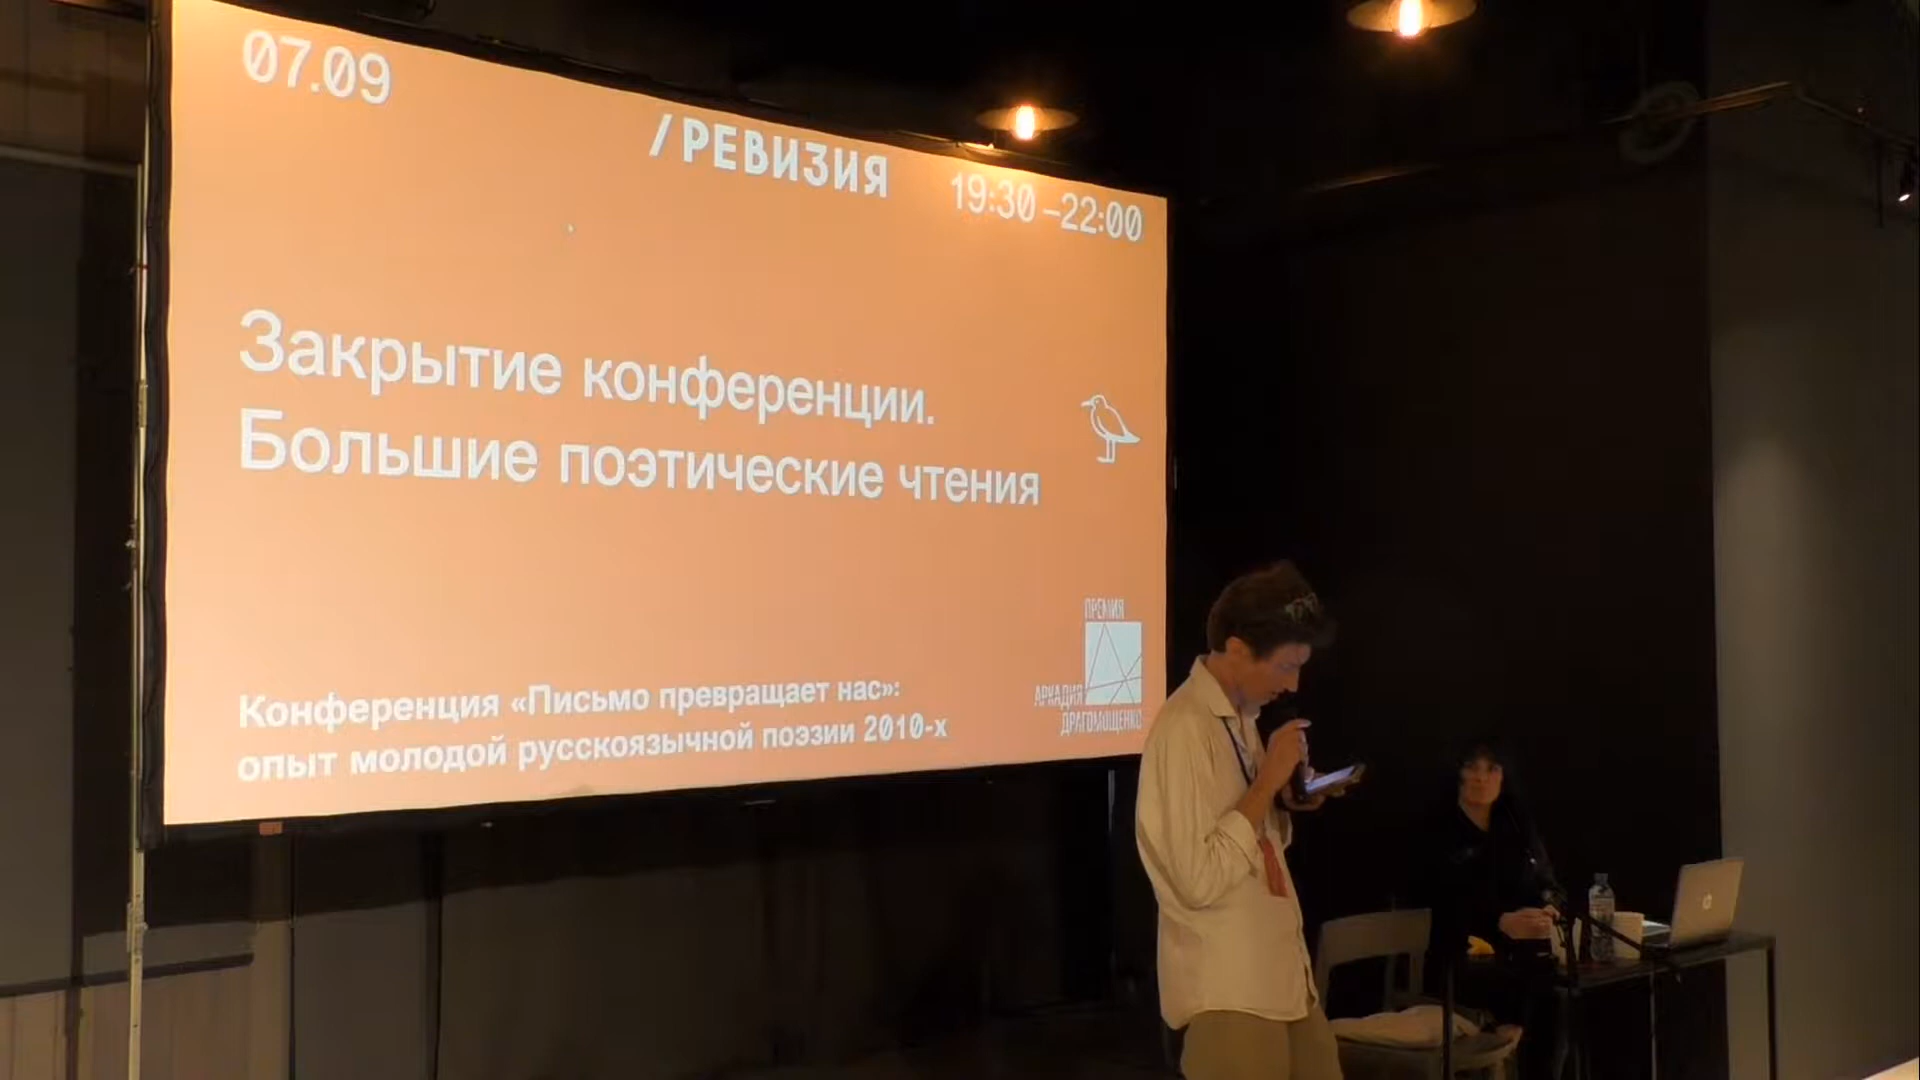 07.09
/РЕВИЗИЯ
19:30–22:00
Закрытие конференции.
Большие поэтические чтения
ПРЕМИЯ
АРКАДИЯ
ДРАГОМОЩЕНКО
Конференция «Письмо превращает нас»:
опыт молодой русскоязычной поэзии 2010-х
hp